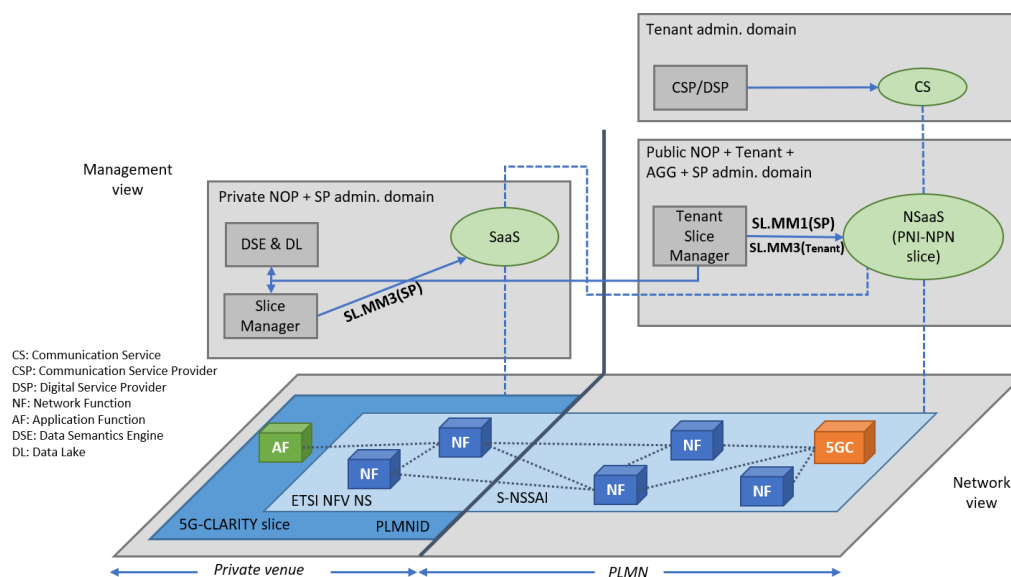 Tenant admin. domain
CSP/DSP
CS
Management
view
Public NOP + Tenant +
AGG + SP admin. domain
Tenant
Slice
Manager
SL.MM1(SP)
SL.MM3(Tenant)
NSaaS
(PNI-NPN
slice)
Private NOP + SP admin. domain
DSE & DL
SaaS
Slice
Manager
SL.MM3(SP)
CS: Communication Service
CSP: Communication Service Provider
DSP: Digital Service Provider
NF: Network Function
AF: Application Function
DSE: Data Semantics Engine
DL: Data Lake
AF
NF
NF
NF
NF
NF
5GC
ETSI NFV NS
S-NSSAI
5G-CLARITY slice
PLMNID
Network
view
Private venue
PLMN